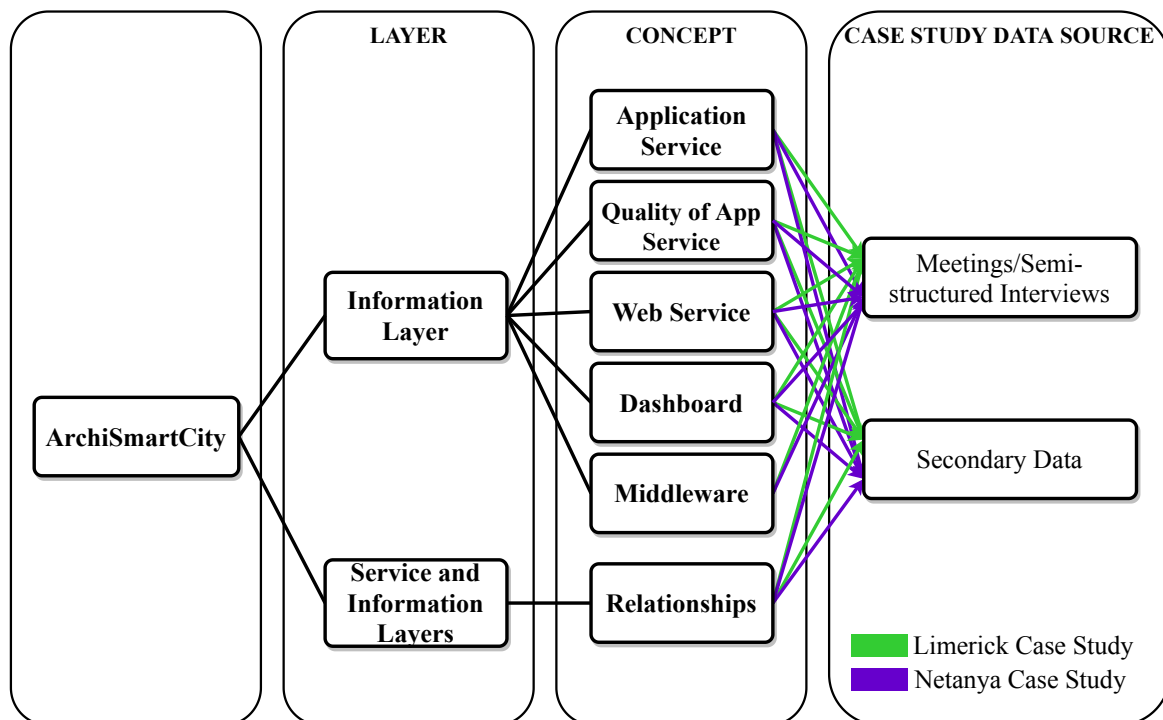 LAYER
CONCEPT
CASE STUDY DATA SOURCE
Application
Service
Quality of App
Service
Meetings/Semi-
structured Interviews
Information
Layer
Web Service
Dashboard
ArchiSmartCity
Secondary Data
Middleware
Service and
Information
Layers
Relationships
Limerick Case Study
Netanya Case Study